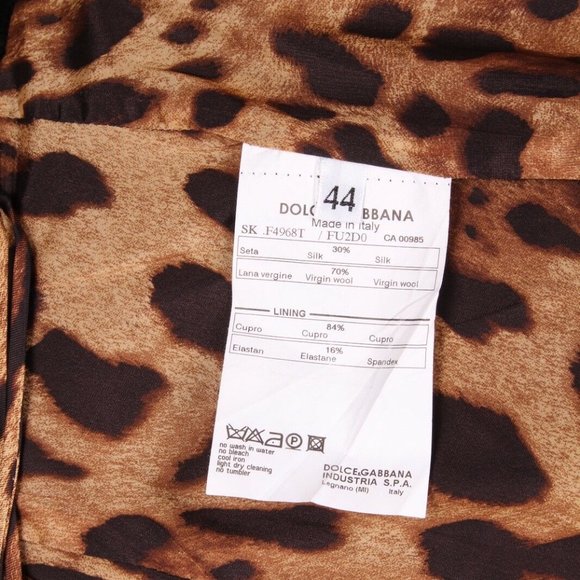 44
DOLC BBANA
Made in Italy
SK .F4968T / FU2D0 CA 00985
30%
Seta Silk Silk
70%
Lana vergine Virgin wool Virgin wool
LINING
84%
Cupro Cupro Cupro
16%
Elastan Elastane Spandex
no wash in water
no bleach
cool iron
light dry cleaning
no tumbler
DOLCE&GABBANA
INDUSTRIA S.P.A.
Legnano (MI) Italy